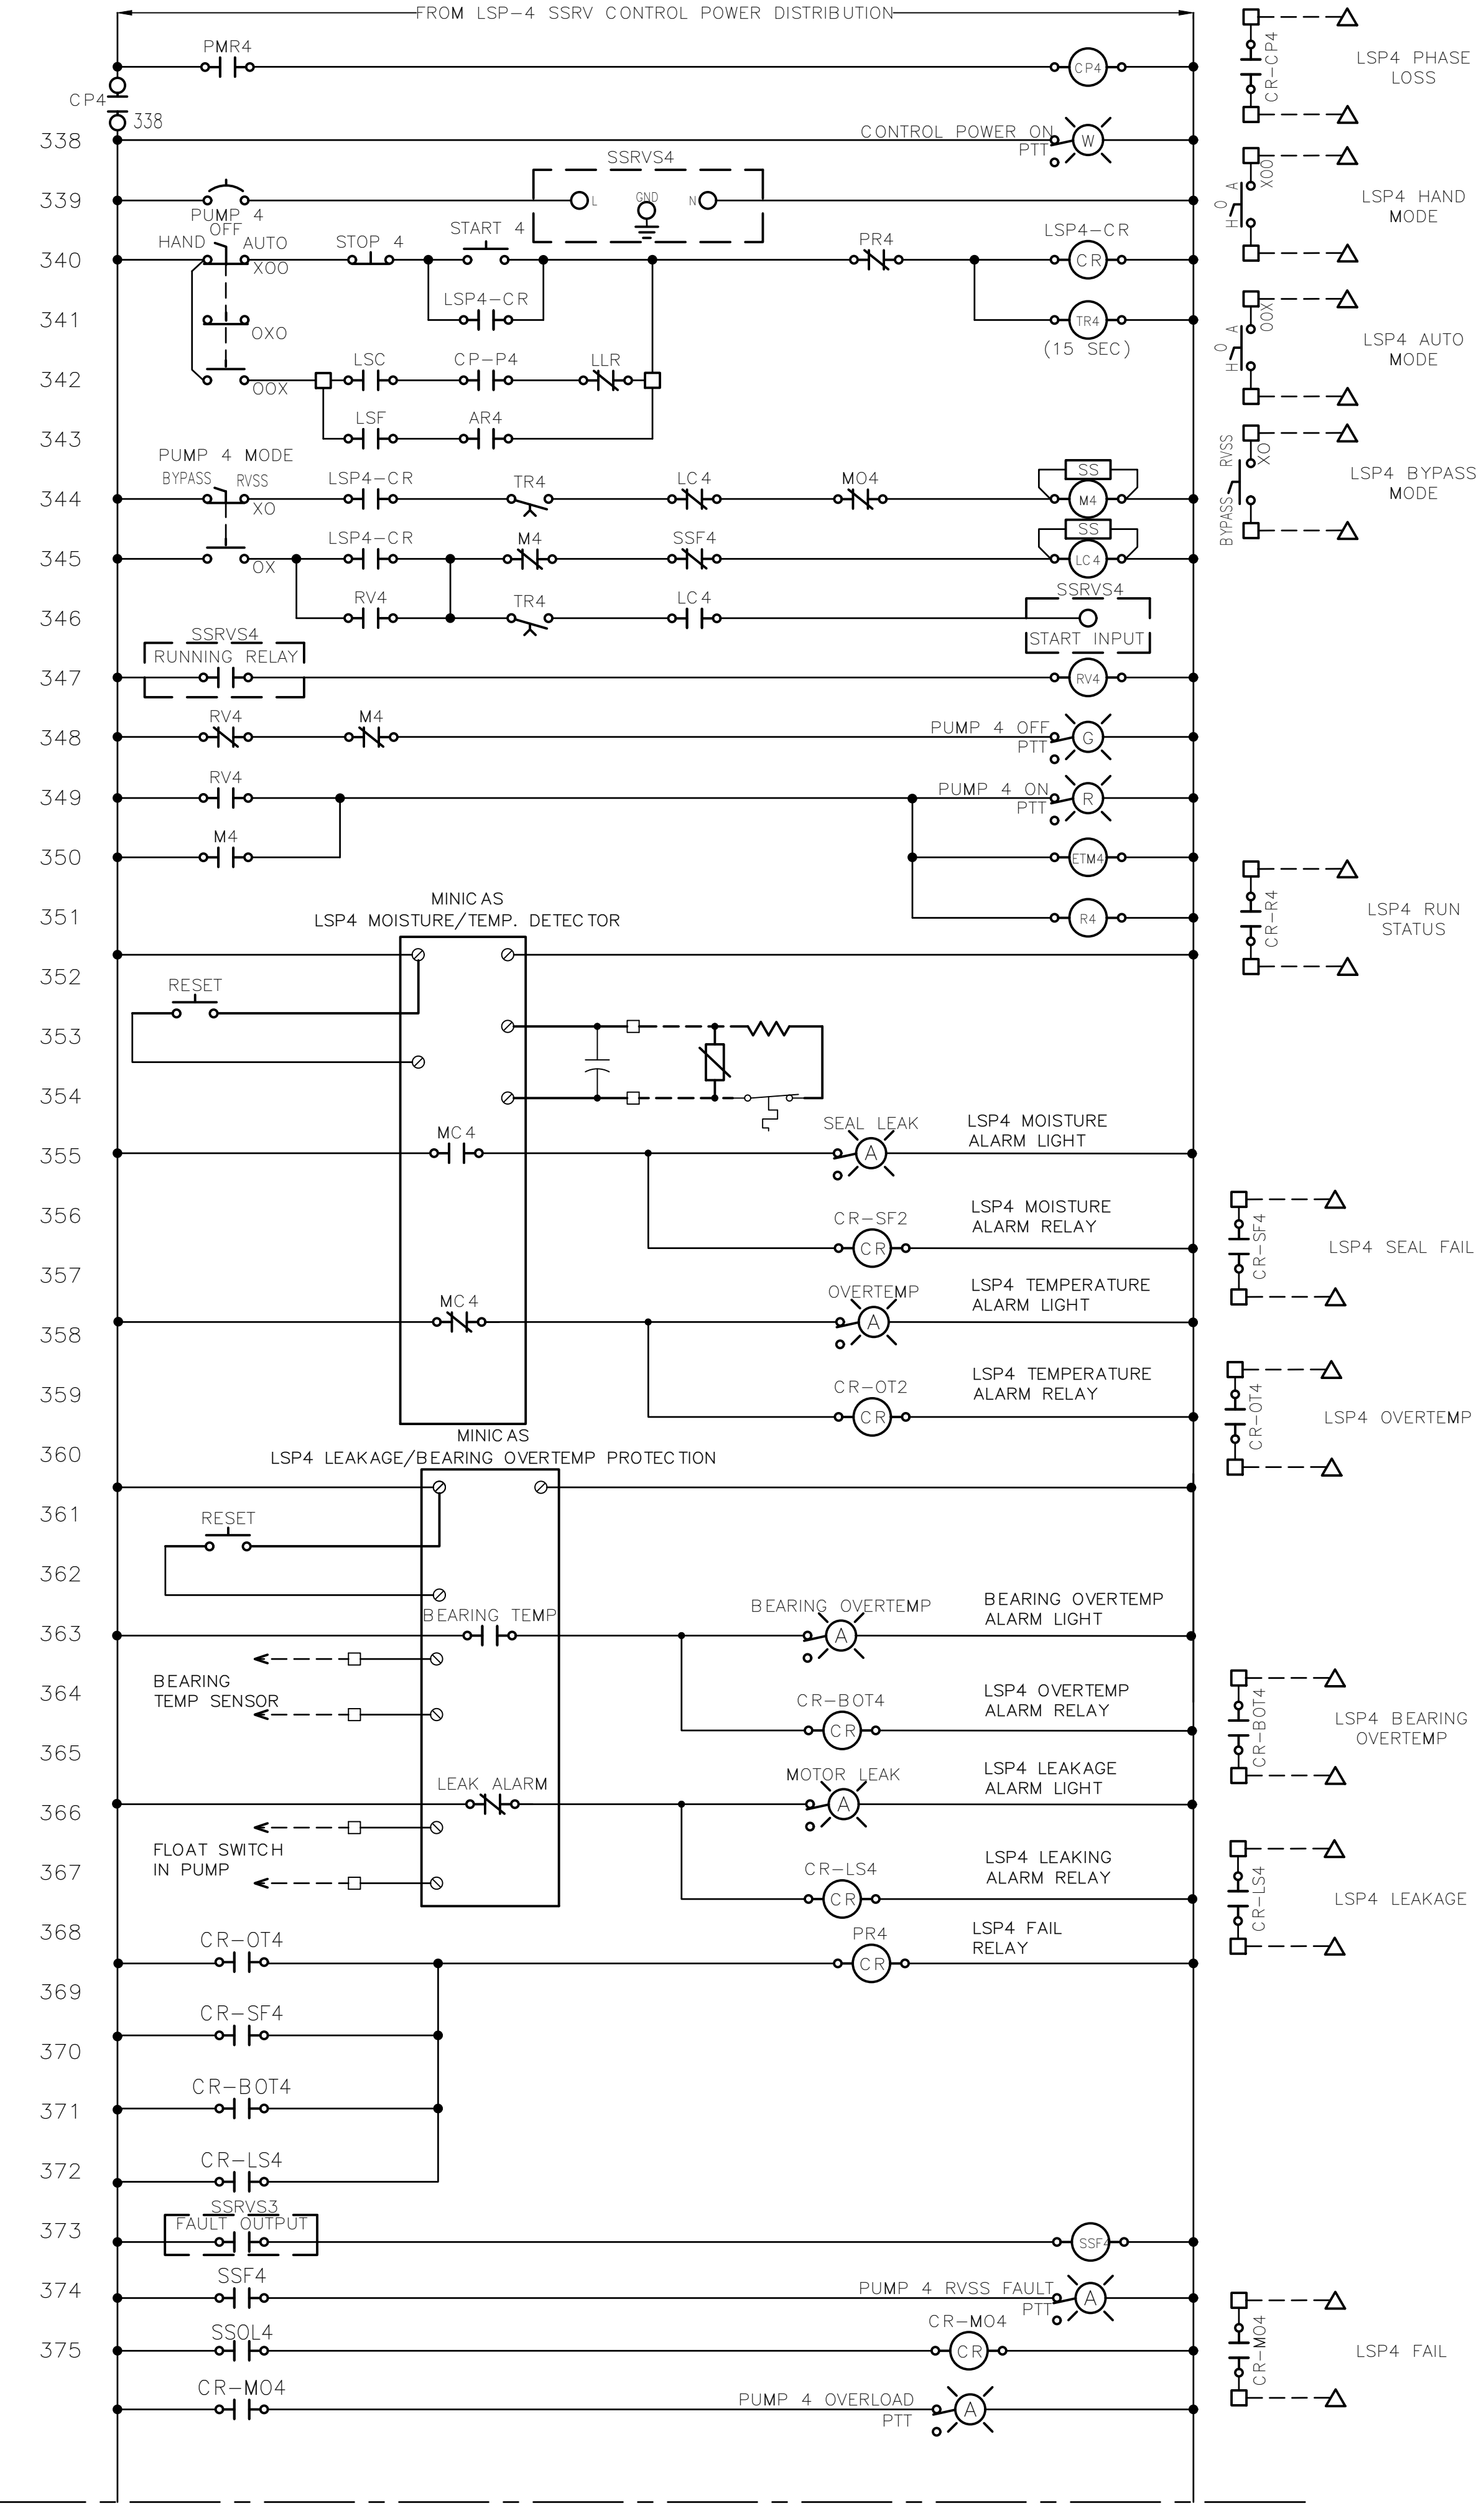 FROM LSP-4 SSRV CONTROL POWER DISTRIBUTION
PMR4
CP4
CR-CP4
LSP4 PHASE
LOSS
CP4
338
338
CONTROL POWER ON
PTT
W
SSRVS4
339
PUMP 4
L
GND
N
H O A
XOO
LSP4 HAND
MODE
340
HAND
OFF
AUTO
XOO
STOP 4
START 4
PR4
LSP4-CR
CR
341
OXO
LSP4-CR
TR4
(15 SEC)
H O A
OOX
LSP4 AUTO
MODE
342
OOX
LSC
CP-P4
LLR
343
LSF
AR4
PUMP 4 MODE
BYPASS RVSS
XO
LSP4 BYPASS
MODE
344
BYPASS
RVSS
XO
LSP4-CR
TR4
LC4
MO4
SS
M4
345
OX
LSP4-CR
M4
SSF4
SS
LC4
346
RV4
TR4
LC4
SSRVS4
START INPUT
347
SSRVS4
RUNNING RELAY
RV4
348
RV4
M4
PUMP 4 OFF
PTT
G
349
RV4
PUMP 4 ON
PTT
R
350
M4
ETM4
351
R4
CR-R4
LSP4 RUN
STATUS
MINICAS
LSP4 MOISTURE/TEMP. DETECTOR
352
RESET
353
354
355
MC4
SEAL LEAK
A
LSP4 MOISTURE
ALARM LIGHT
356
CR-SF2
CR
LSP4 MOISTURE
ALARM RELAY
CR-SF4
LSP4 SEAL FAIL
357
358
MC4
OVERTEMP
A
LSP4 TEMPERATURE
ALARM LIGHT
359
CR-OT2
CR
LSP4 TEMPERATURE
ALARM RELAY
CR-OT4
LSP4 OVERTEMP
360
MINICAS
LSP4 LEAKAGE/BEARING OVERTEMP PROTECTION
361
RESET
362
363
BEARING TEMP
BEARING OVERTEMP
A
BEARING OVERTEMP
ALARM LIGHT
364
BEARING
TEMP SENSOR
CR-BOT4
CR
LSP4 OVERTEMP
ALARM RELAY
CR-BOT4
LSP4 BEARING
OVERTEMP
365
366
LEAK ALARM
MOTOR LEAK
A
LSP4 LEAKAGE
ALARM LIGHT
367
FLOAT SWITCH
IN PUMP
CR-LS4
CR
LSP4 LEAKING
ALARM RELAY
CR-LS4
LSP4 LEAKAGE
368
CR-OT4
PR4
CR
LSP4 FAIL
RELAY
369
CR-SF4
370
CR-BOT4
371
CR-LS4
372
SSRVS3
FAULT OUTPUT
373
SSF4
374
SSF4
PUMP 4 RVSS FAULT
PTT
A
375
SSOL4
CR-MO4
CR
CR-MO4
LSP4 FAIL
CR-MO4
PUMP 4 OVERLOAD
PTT
A